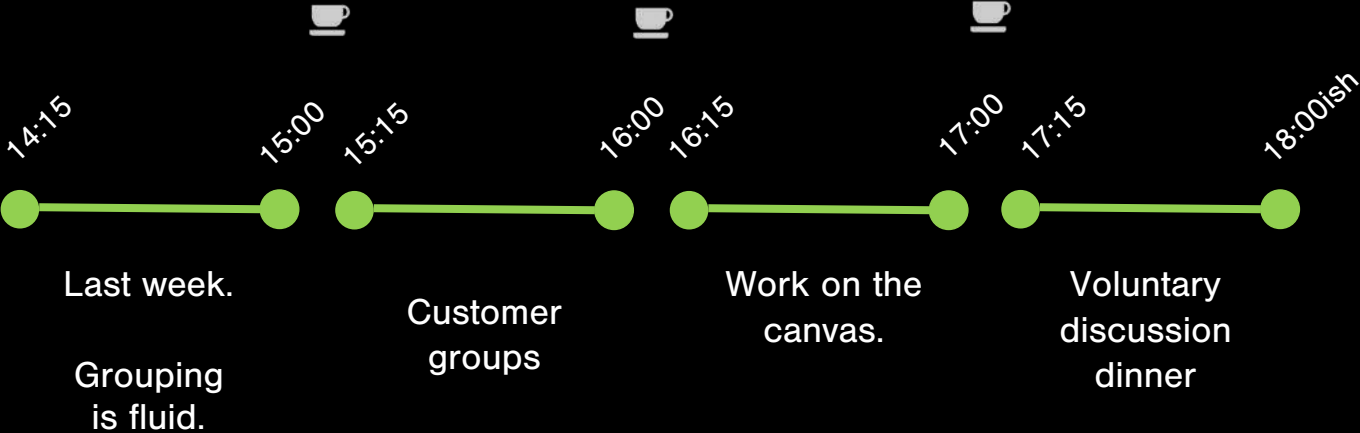 14:15
15:00
15:15
16:00
16:15
17:00
17:15
18:00ish
Last week.
Grouping
is fluid.
Customer
groups
Work on the
canvas.
Voluntary
discussion
dinner